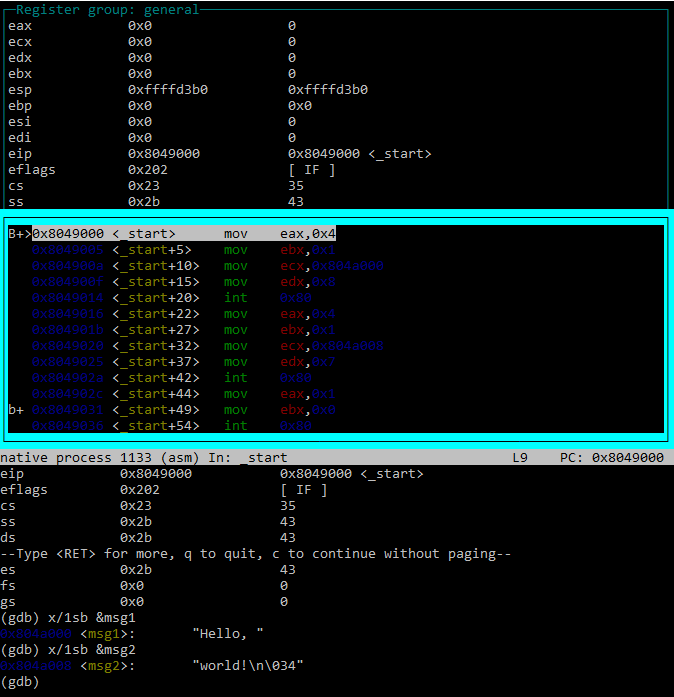 Register group: general
eax 0x0 0
ecx 0x0 0
edx 0x0 0
ebx 0x0 0
esp 0xffffd3b0 0xffffd3b0
ebp 0x0 0x0
esi 0x0 0
edi 0x0 0
eip 0x8049000 0x8049000 <_start>
eflags 0x202 [ IF ]
cs 0x23 35
ss 0x2b 43
B+>0x8049000 <_start> mov eax,0x4
0x8049005 <_start+5> mov ebx,0x1
0x804900a <_start+10> mov ecx,0x804a000
0x804900f <_start+15> mov edx,0x8
0x8049014 <_start+20> int 0x80
0x8049016 <_start+22> mov eax,0x4
0x804901b <_start+27> mov ebx,0x1
0x8049020 <_start+32> mov ecx,0x804a008
0x8049025 <_start+37> mov edx,0x7
0x804902a <_start+42> int 0x80
0x804902c <_start+44> mov eax,0x1
b+ 0x8049031 <_start+49> mov ebx,0x0
0x8049036 <_start+54> int 0x80
native process 1133 (asm) In: _start L9 PC: 0x8049000
eip 0x8049000 0x8049000 <_start>
eflags 0x202 [ IF ]
cs 0x23 35
ss 0x2b 43
ds 0x2b 43
--Type <RET> for more, q to quit, c to continue without paging--
es 0x2b 43
fs 0x0 0
gs 0x0 0
(gdb) x/1sb &msg1
0x804a000 <msg1>: "Hello, "
(gdb) x/1sb &msg2
0x804a008 <msg2>: "world!\n\034"
(gdb)